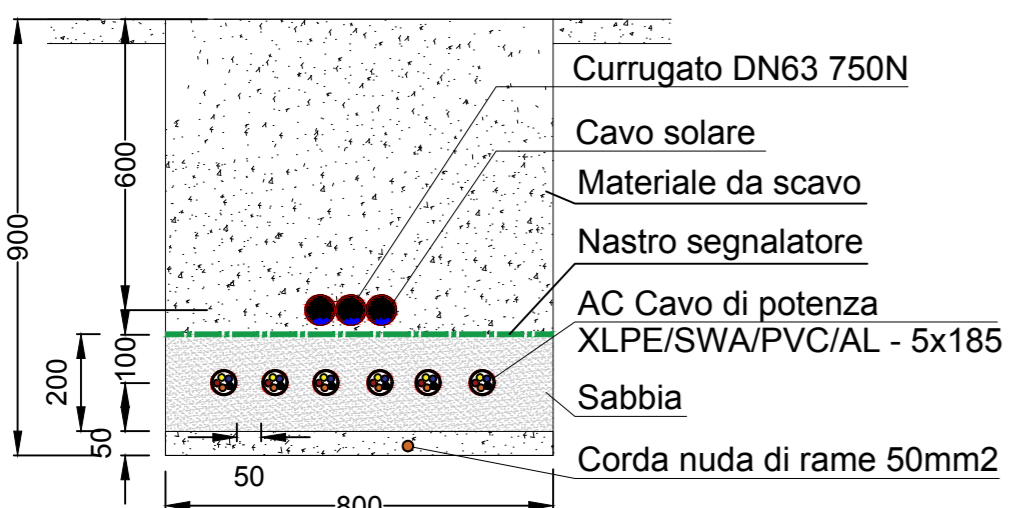 Currugato DN63 750N
Cavo solare
Materiale da scavo
Nastro segnalatore
AC Cavo di potenza
XLPE/SWA/PVC/AL - 5x185
Sabbia
Corda nuda di rame 50mm2
900
600
100
200
50
50
800